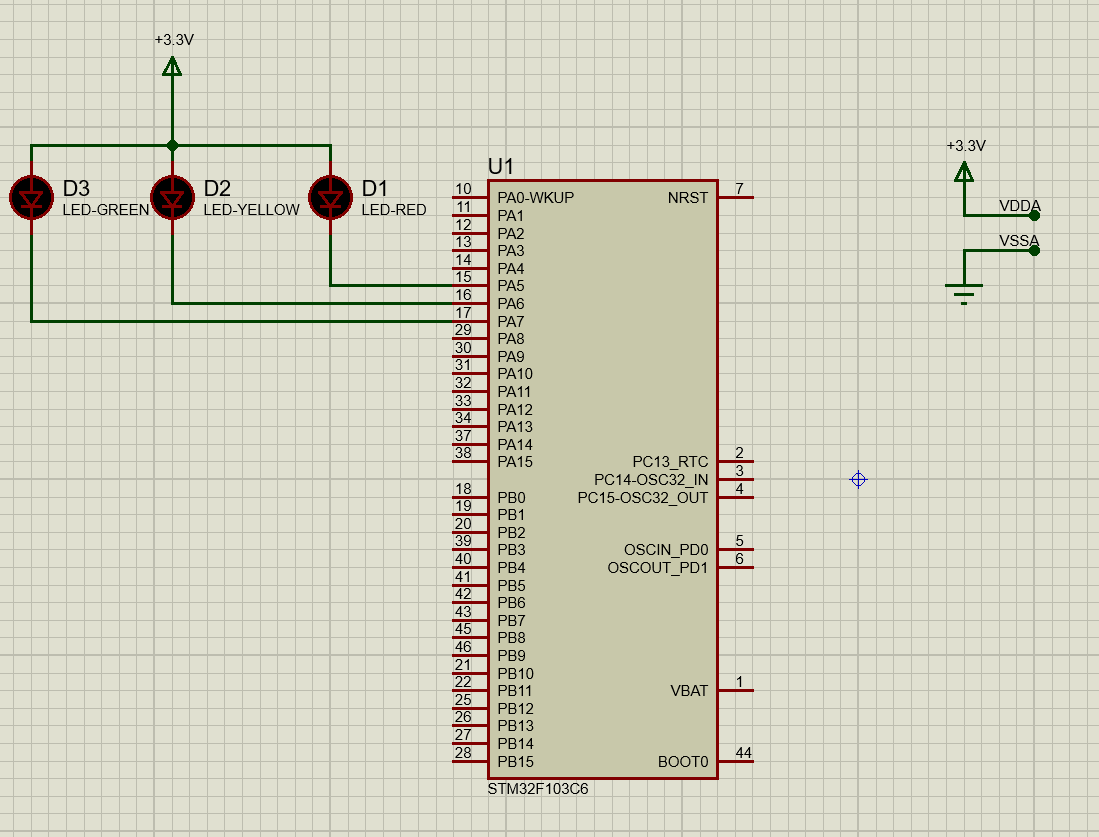 +3.3V
D3
LED-GREEN
D2
LED-YELLOW
D1
LED-RED
U1
10 PA0-WKUP
11 PA1
12 PA2
13 PA3
14 PA4
15 PA5
16 PA6
17 PA7
29 PA8
30 PA9
31 PA10
32 PA11
33 PA12
34 PA13
37 PA14
38 PA15
18 PB0
19 PB1
20 PB2
39 PB3
40 PB4
41 PB5
42 PB6
43 PB7
45 PB8
46 PB9
21 PB10
22 PB11
25 PB12
26 PB13
27 PB14
28 PB15
NRST 7
PC13_RTC 2
PC14-OSC32_IN 3
PC15-OSC32_OUT 4
OSCIN_PD0 5
OSCOUT_PD1 6
VBAT 1
BOOT0 44
STM32F103C6
+3.3V
VDDA
VSSA